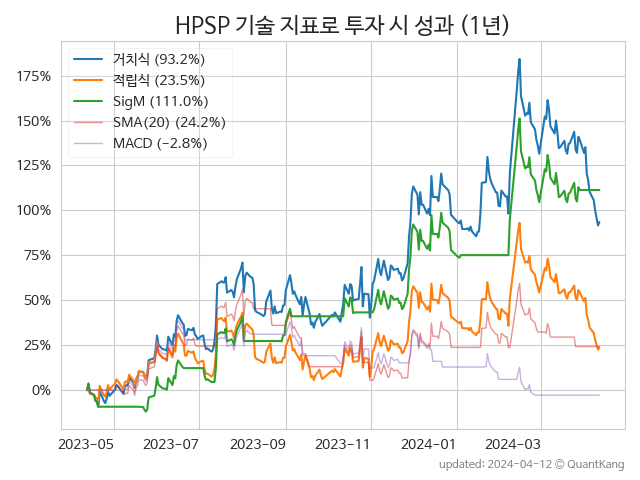 HPSP 기술 지표로 투자 시 성과 (1년)
거치식 (93.2%)
적립식 (23.5%)
SigM (111.0%)
SMA(20) (24.2%)
MACD (−2.8%)
175%
150%
125%
100%
75%
50%
25%
0%
2023-05 2023-07 2023-09 2023-11 2024-01 2024-03
updated: 2024-04-12 © QuantKang